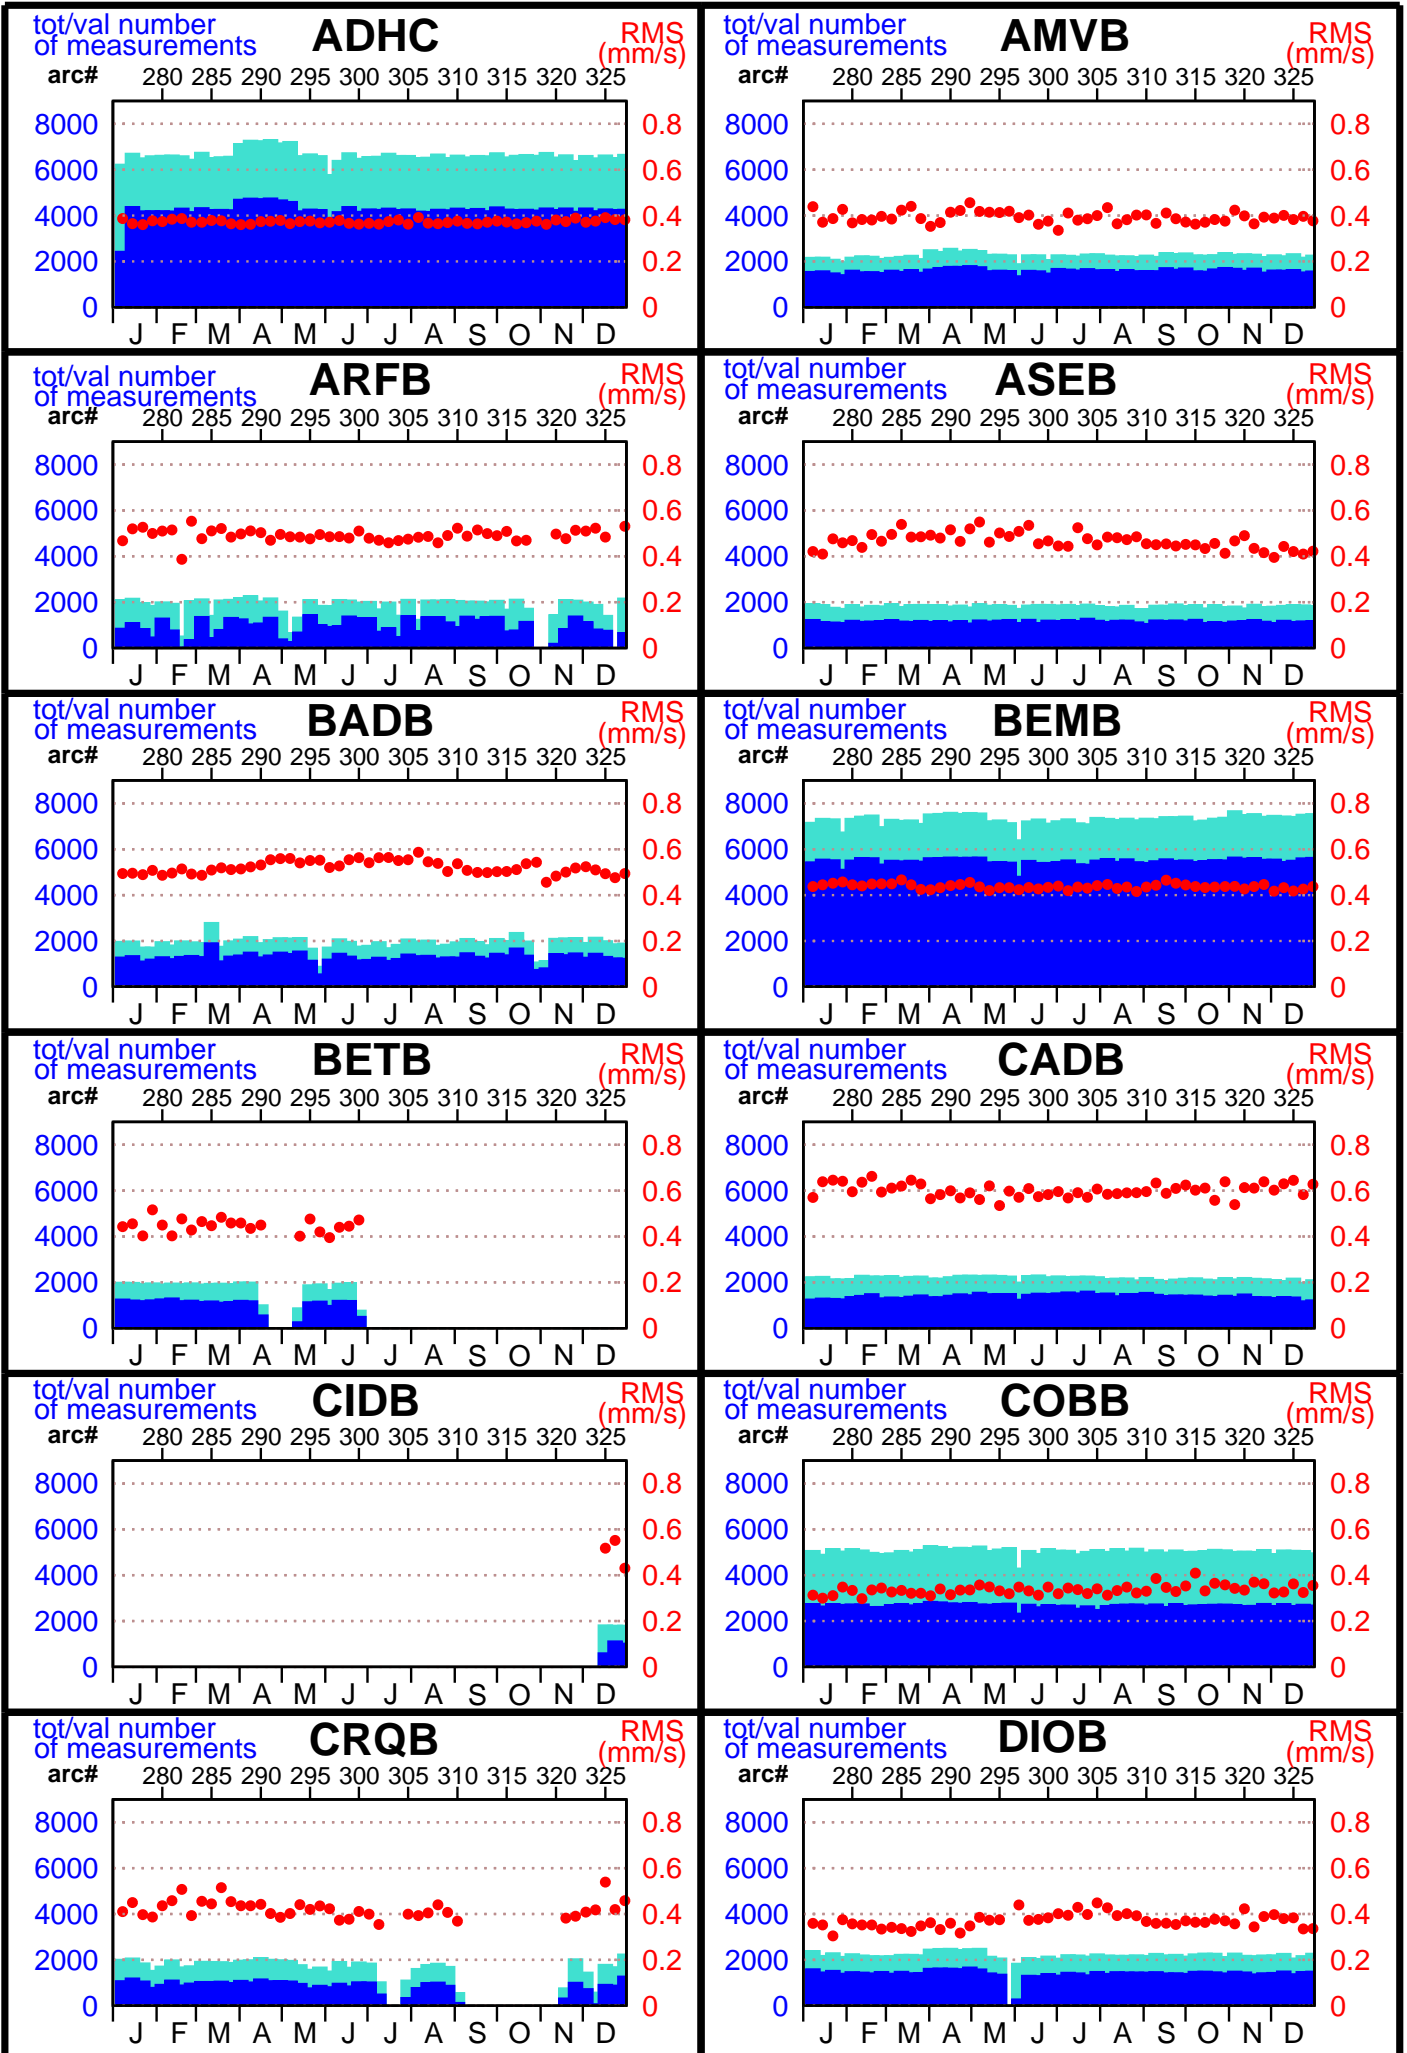 tot/val number
of measurements
ADHC
RMS
(mm/s)
arc# 280 285 290 295 300 305 310 315 320 325
8000 0.8
6000 0.6
4000 0.4
2000 0.2
0 0
J F M A M J J A S O N D
tot/val number
of measurements
AMVB
RMS
(mm/s)
arc# 280 285 290 295 300 305 310 315 320 325
8000 0.8
6000 0.6
4000 0.4
2000 0.2
0 0
J F M A M J J A S O N D
tot/val number
of measurements
ARFB
RMS
(mm/s)
arc# 280 285 290 295 300 305 310 315 320 325
8000 0.8
6000 0.6
4000 0.4
2000 0.2
0 0
J F M A M J J A S O N D
tot/val number
of measurements
ASEB
RMS
(mm/s)
arc# 280 285 290 295 300 305 310 315 320 325
8000 0.8
6000 0.6
4000 0.4
2000 0.2
0 0
J F M A M J J A S O N D
tot/val number
of measurements
BADB
RMS
(mm/s)
arc# 280 285 290 295 300 305 310 315 320 325
8000 0.8
6000 0.6
4000 0.4
2000 0.2
0 0
J F M A M J J A S O N D
tot/val number
of measurements
BEMB
RMS
(mm/s)
arc# 280 285 290 295 300 305 310 315 320 325
8000 0.8
6000 0.6
4000 0.4
2000 0.2
0 0
J F M A M J J A S O N D
tot/val number
of measurements
BETB
RMS
(mm/s)
arc# 280 285 290 295 300 305 310 315 320 325
8000 0.8
6000 0.6
4000 0.4
2000 0.2
0 0
J F M A M J J A S O N D
tot/val number
of measurements
CADB
RMS
(mm/s)
arc# 280 285 290 295 300 305 310 315 320 325
8000 0.8
6000 0.6
4000 0.4
2000 0.2
0 0
J F M A M J J A S O N D
tot/val number
of measurements
CIDB
RMS
(mm/s)
arc# 280 285 290 295 300 305 310 315 320 325
8000 0.8
6000 0.6
4000 0.4
2000 0.2
0 0
J F M A M J J A S O N D
tot/val number
of measurements
COBB
RMS
(mm/s)
arc# 280 285 290 295 300 305 310 315 320 325
8000 0.8
6000 0.6
4000 0.4
2000 0.2
0 0
J F M A M J J A S O N D
tot/val number
of measurements
CRQB
RMS
(mm/s)
arc# 280 285 290 295 300 305 310 315 320 325
8000 0.8
6000 0.6
4000 0.4
2000 0.2
0 0
J F M A M J J A S O N D
tot/val number
of measurements
DIOB
RMS
(mm/s)
arc# 280 285 290 295 300 305 310 315 320 325
8000 0.8
6000 0.6
4000 0.4
2000 0.2
0 0
J F M A M J J A S O N D